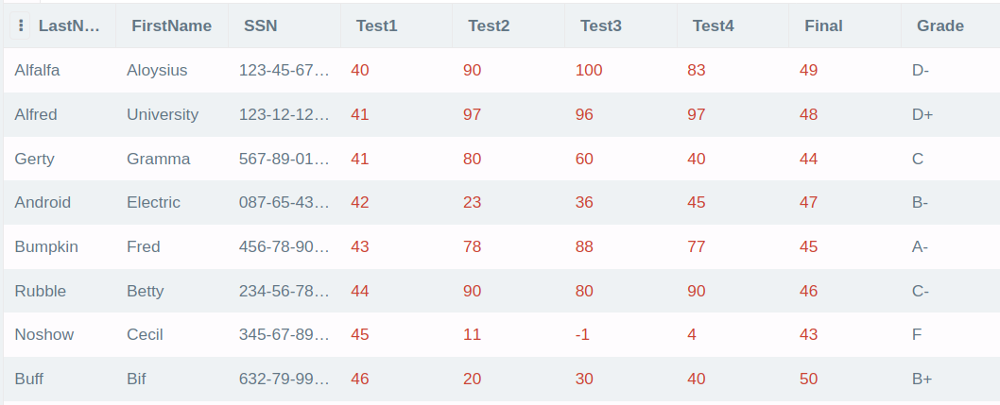 LastN… FirstName SSN Test1 Test2 Test3 Test4 Final Grade
Alfalfa Aloysius 123-45-67… 40 90 100 83 49 D-
Alfred University 123-12-12… 41 97 96 97 48 D+
Gerty Gramma 567-89-01… 41 80 60 40 44 C
Android Electric 087-65-43… 42 23 36 45 47 B-
Bumpkin Fred 456-78-90… 43 78 88 77 45 A-
Rubble Betty 234-56-78… 44 90 80 90 46 C-
Noshow Cecil 345-67-89… 45 11 -1 4 43 F
Buff Bif 632-79-99… 46 20 30 40 50 B+